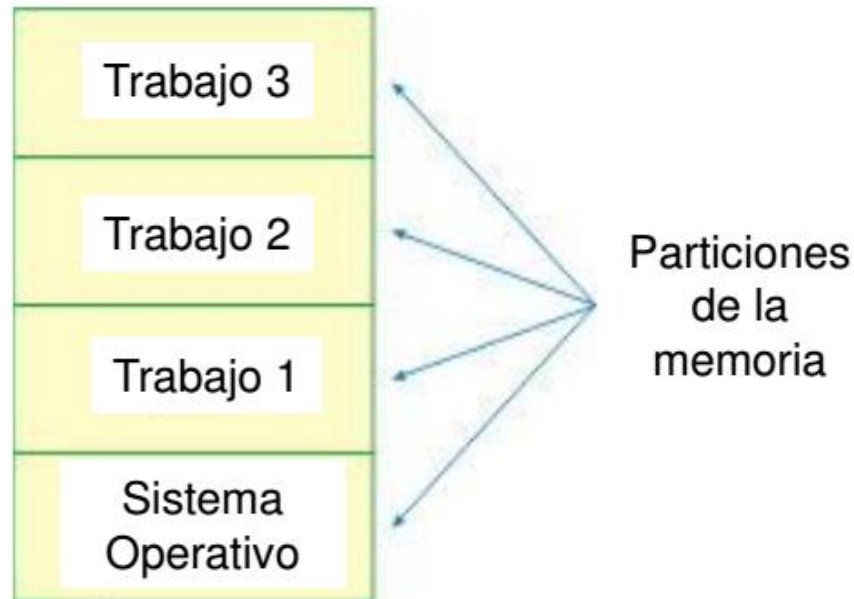 Trabajo 3
Trabajo 2
Trabajo 1
Sistema
Operativo
Particiones
de la
memoria